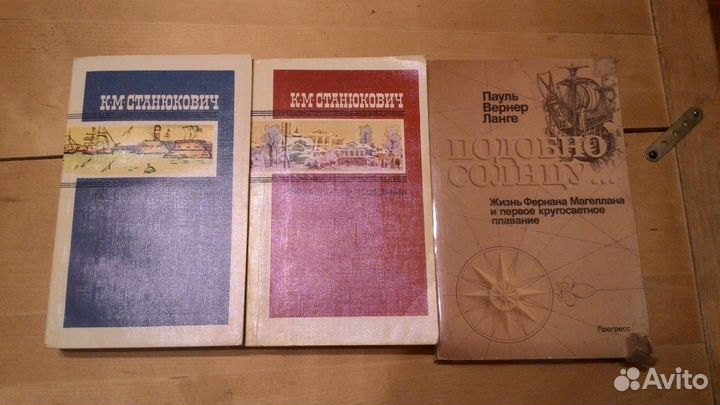 К·М·СТАНЮКОВИЧ
К·М·СТАНЮКОВИЧ
Пауль
Вернер
Ланге
ПОДОБНО
СОЛНЦУ...
Жизнь Фернана Магеллана
и первое кругосветное
плавание
Прогресс
Avito